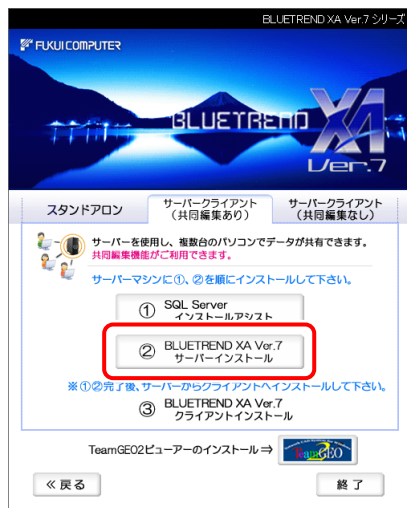 BLUETREND XA Ver.7 シリーズ
FUKUI COMPUTER
BLUETREND XA
Ver.7
スタンドアロン
サーバークライアント
（共同編集あり）
サーバークライアント
（共同編集なし）
サーバーを使用し、複数台のパソコンでデータが共有できます。
共同編集機能がご利用できます。
サーバーマシンに①、②を順にインストールして下さい。
① SQL Server
インストールアシスト
② BLUETREND XA Ver.7
サーバーインストール
※①②完了後、サーバーからクライアントへインストールして下さい。
③ BLUETREND XA Ver.7
クライアントインストール
TeamGEO2ビューアーのインストール⇒
TeamGEO
≪戻る
終了